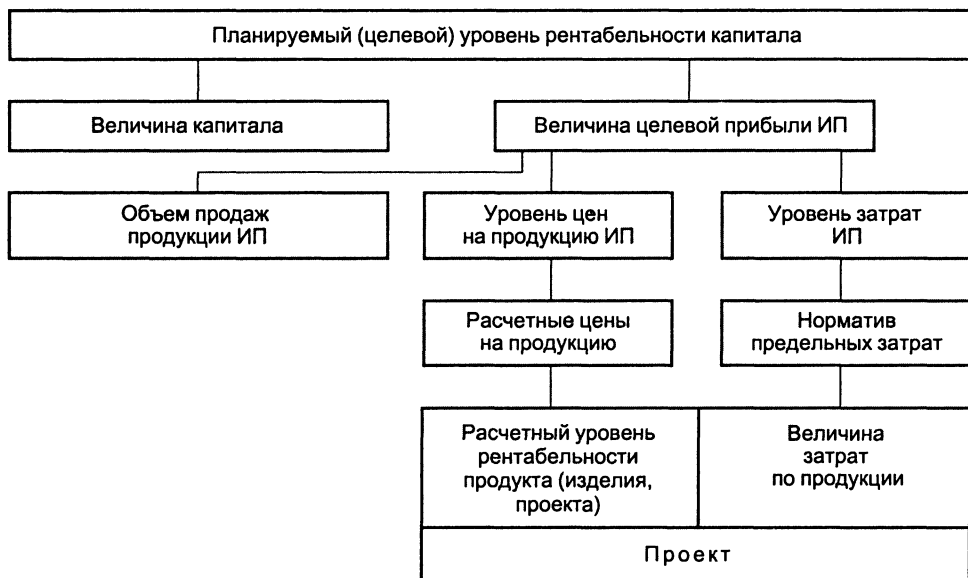 Планируемый (целевой) уровень рентабельности капитала
Величина капитала
Величина целевой прибыли ИП
Объем продаж
продукции ИП
Уровень цен
на продукцию ИП
Уровень затрат
ИП
Расчетные цены
на продукцию
Норматив
предельных затрат
Расчетный уровень
рентабельности
продукта (изделия,
проекта)
Величина
затрат
по продукции
Проект